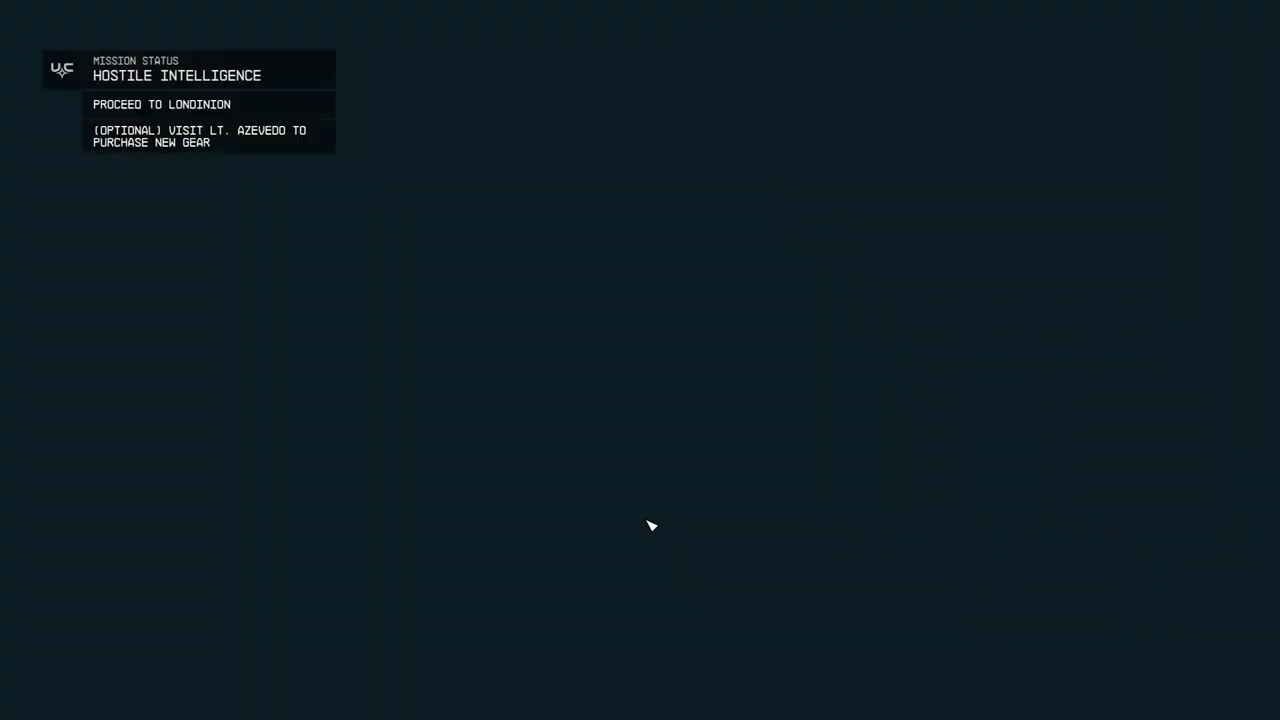 UC
MISSION STATUS
HOSTILE INTELLIGENCE
PROCEED TO LONDINION
(OPTIONAL) VISIT LT. AZEVEDO TO
PURCHASE NEW GEAR